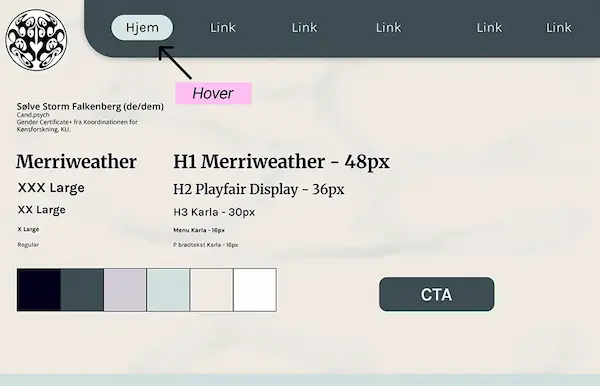 Hjem Link Link Link Link Link
Hover
Sølve Storm Falkenberg (de/dem)
Cand.psych
Gender Certificate+ fra Koordinationen for
Kønsforskning, KU.
Merriweather
XXX Large
XX Large
X Large
Regular
H1 Merriweather - 48px
H2 Playfair Display - 36px
H3 Karla - 30px
Menu Karla - 16px
P brødtekst Karla - 16px
CTA